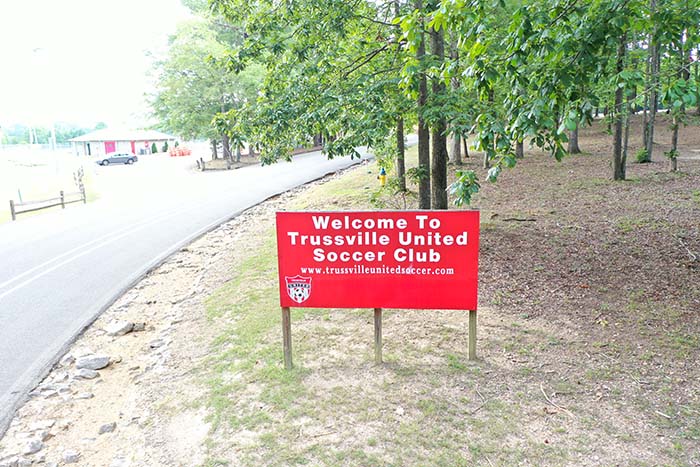 Welcome To
Trussville United
Soccer Club
www.trussvilleunitedsoccer.com